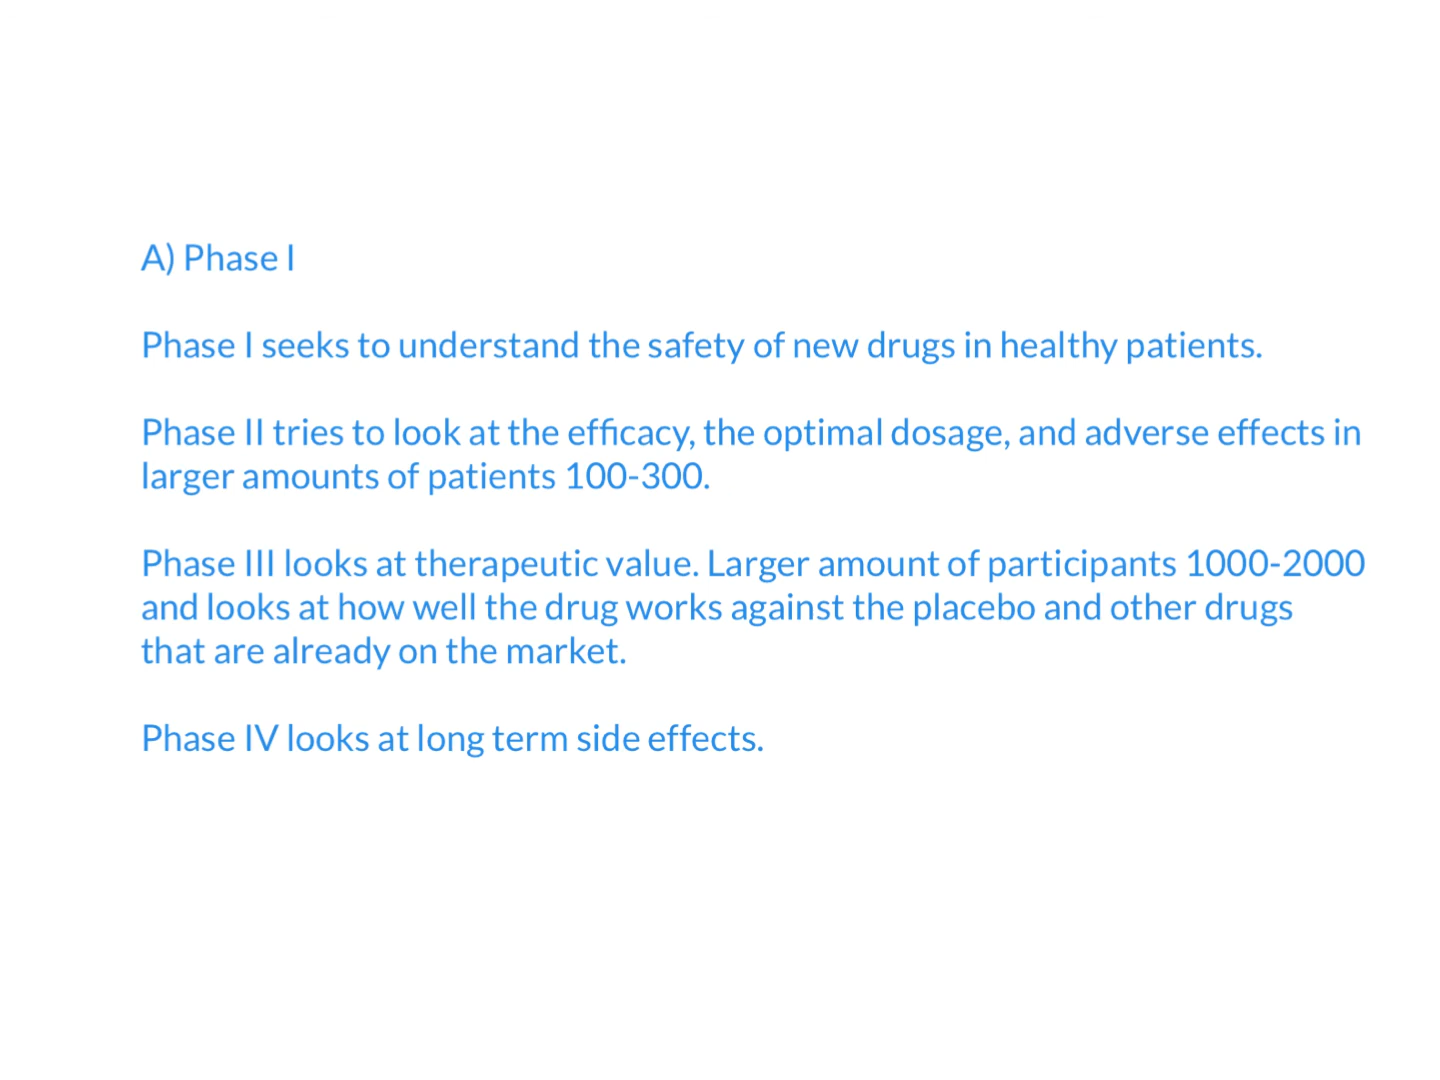 A) Phase I
Phase I seeks to understand the safety of new drugs in healthy patients.
Phase II tries to look at the efficacy, the optimal dosage, and adverse effects in
larger amounts of patients 100-300.
Phase III looks at therapeutic value. Larger amount of participants 1000-2000
and looks at how well the drug works against the placebo and other drugs
that are already on the market.
Phase IV looks at long term side effects.